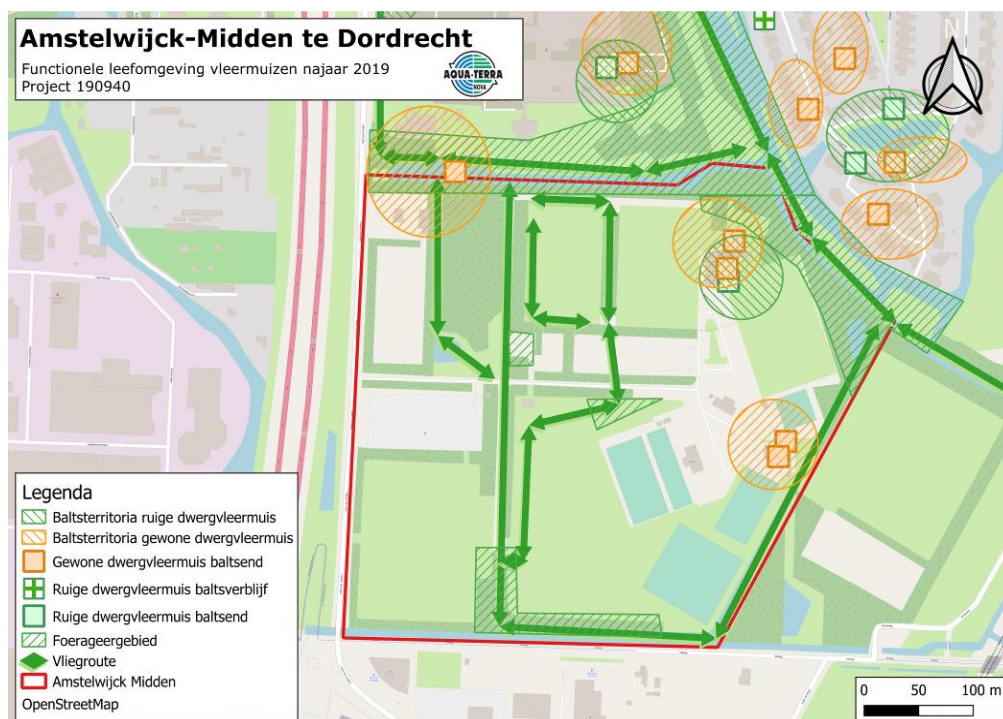 Amstelwijck-Midden te Dordrecht
Functionele leefomgeving vleermuizen najaar 2019
Project 190940
AQUA-TERRA
NOVA
N
Legenda
Baltsterritoria ruige dwergvleermuis
Baltsterritoria gewone dwergvleermuis
Gewone dwergvleermuis baltsend
Ruige dwergvleermuis baltsverblijf
Ruige dwergvleermuis baltsend
Foerageergebied
Vliegroute
Amstelwijck Midden
OpenStreetMap
0 50 100 m